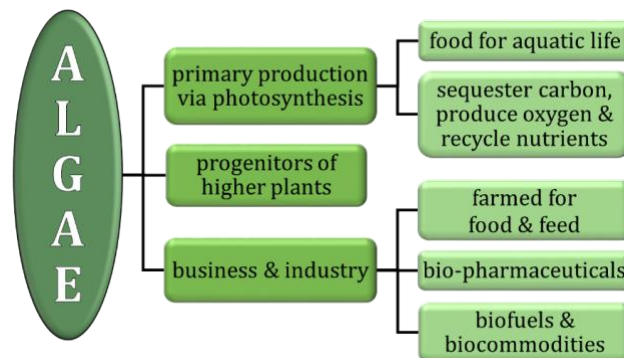 ALGAE
primary production
via photosynthesis
food for aquatic life
sequester carbon,
produce oxygen &
recycle nutrients
progenitors of
higher plants
business & industry
farmed for
food & feed
bio-pharmaceuticals
biofuels &
biocommodities